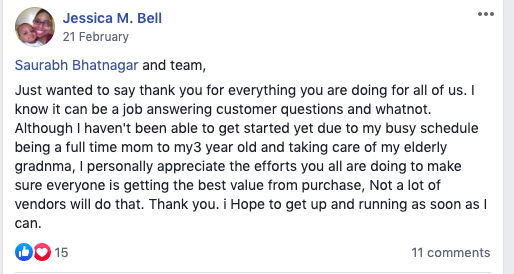 Jessica M. Bell
21 February
Saurabh Bhatnagar and team,
Just wanted to say thank you for everything you are doing for all of us. I
know it can be a job answering customer questions and whatnot.
Although I haven't been able to get started yet due to my busy schedule
being a full time mom to my3 year old and taking care of my elderly
gradnma, I personally appreciate the efforts you all are doing to make
sure everyone is getting the best value from purchase, Not a lot of
vendors will do that. Thank you. i Hope to get up and running as soon as I
can.
15
11 comments